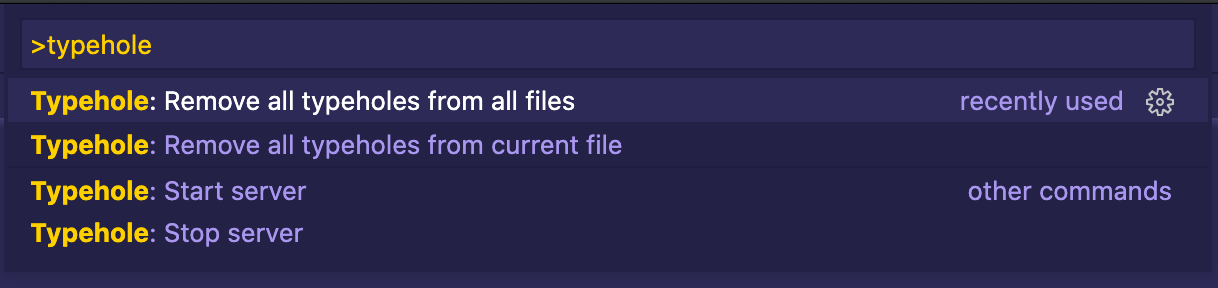 >typehole
Typehole: Remove all typeholes from all files recently used
Typehole: Remove all typeholes from current file
Typehole: Start server other commands
Typehole: Stop server